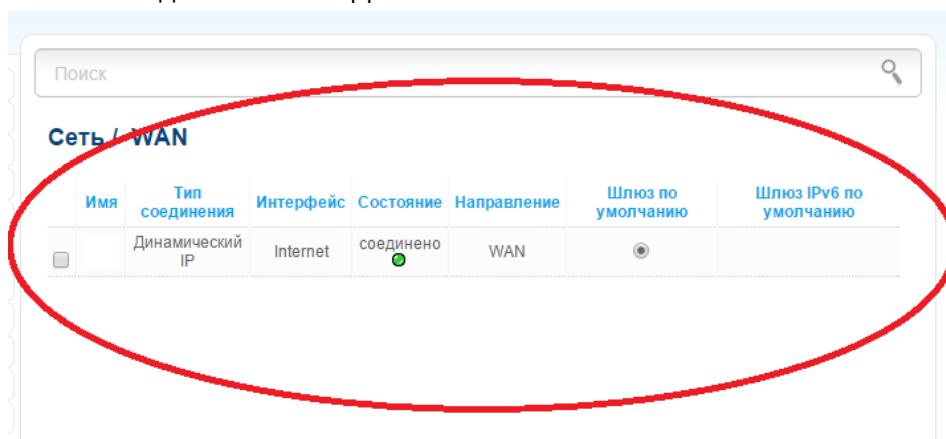 Поиск
Сеть / WAN
Имя Тип соединения Интерфейс Состояние Направление Шлюз по умолчанию Шлюз IPv6 по умолчанию
Динамический IP Internet соединено WAN